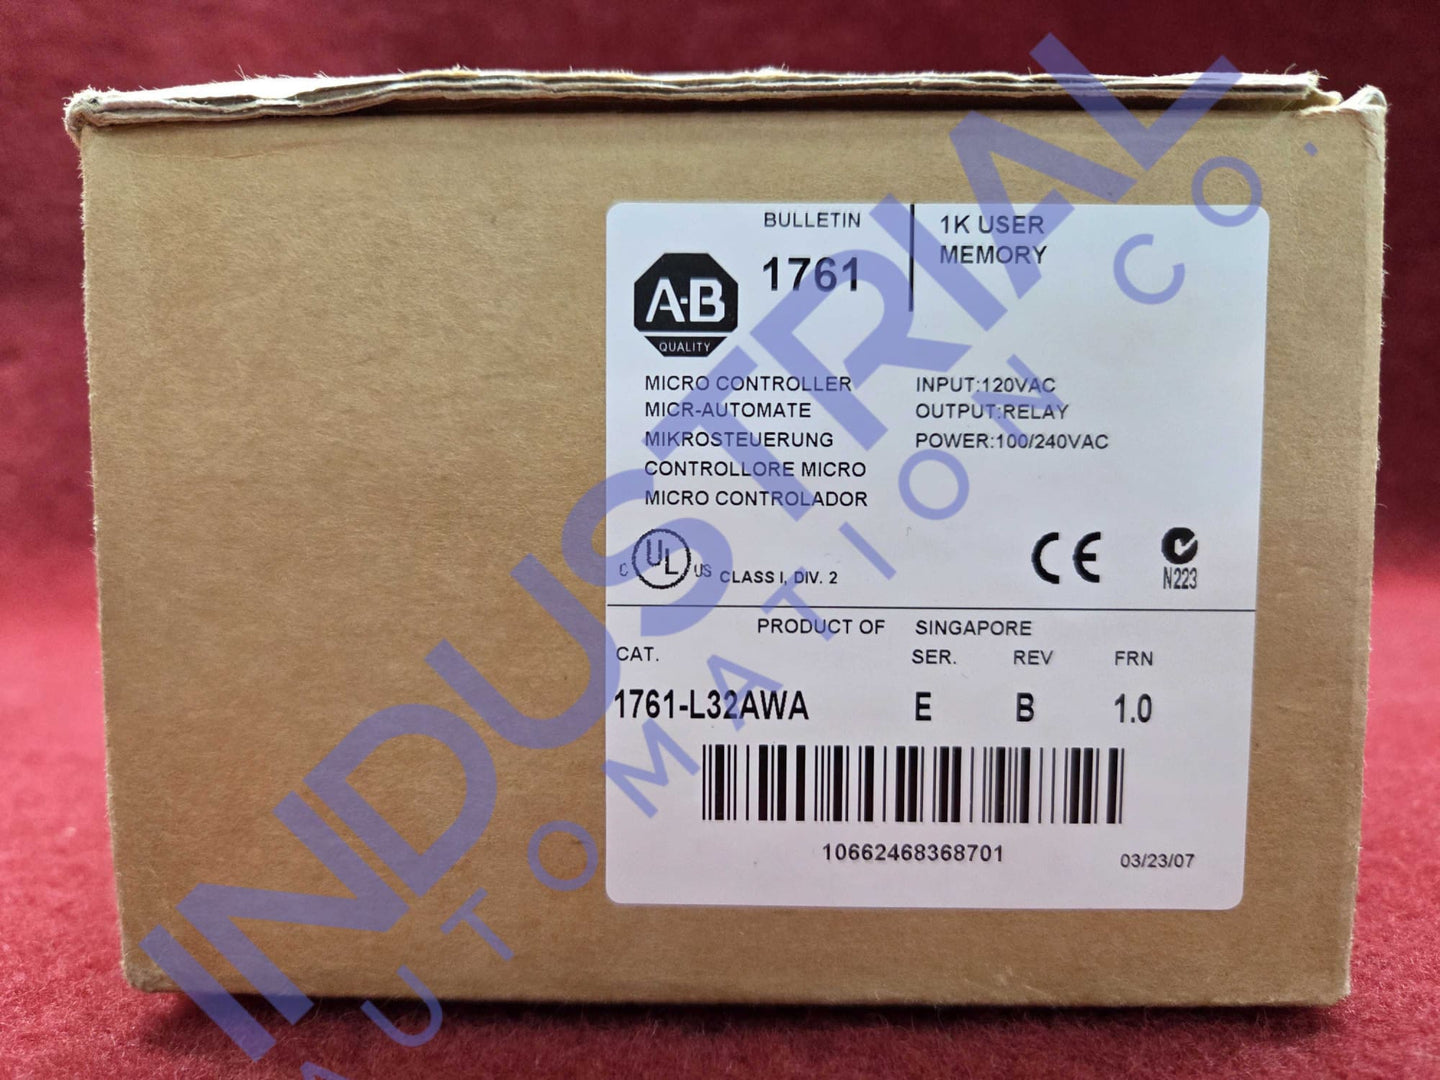 BULLETIN
1761
1K USER
MEMORY
A-B
QUALITY
MICRO CONTROLLER
MICR-AUTOMATE
MIKROSTEUERUNG
CONTROLLORE MICRO
MICRO CONTROLADOR
INPUT:120VAC
OUTPUT:RELAY
POWER:100/240VAC
C UL US CLASS I, DIV. 2
CE
N223
PRODUCT OF SINGAPORE
CAT. SER. REV FRN
1761-L32AWA E B 1.0
10662468368701
03/23/07
INDUSTRIAL
AUTOMATION CO.